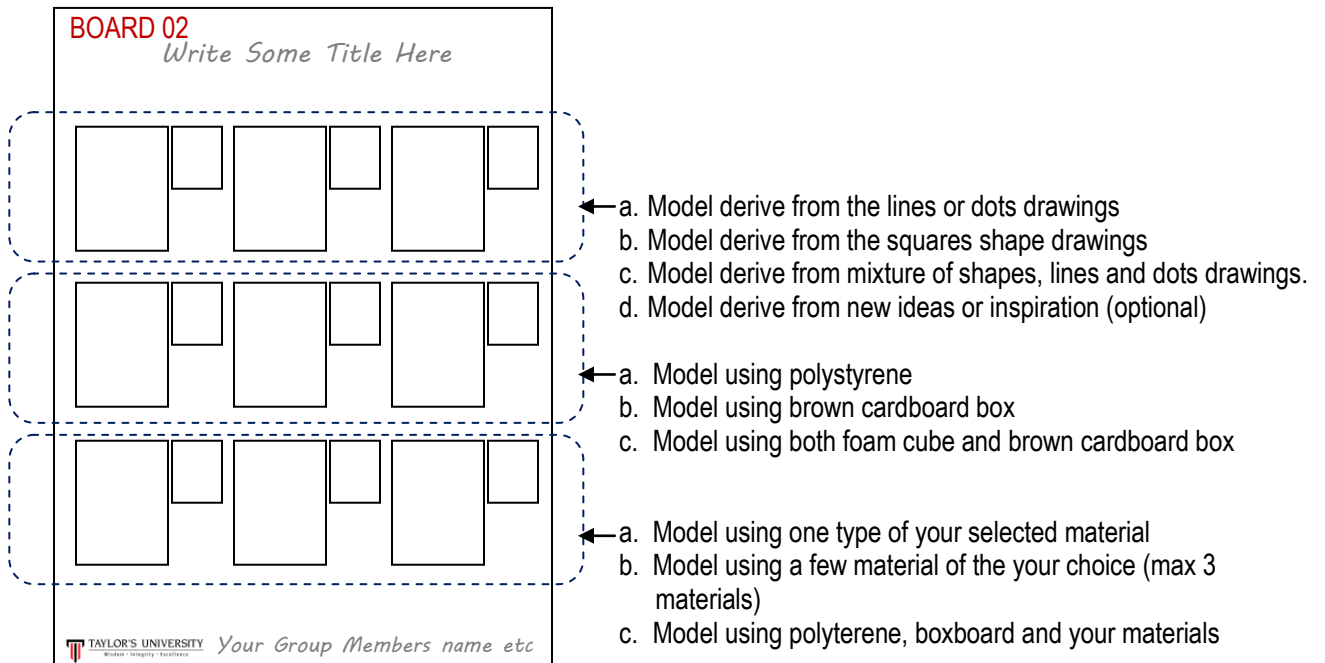 BOARD 02
Write Some Title Here
a. Model derive from the lines or dots drawings
b. Model derive from the squares shape drawings
c. Model derive from mixture of shapes, lines and dots drawings.
d. Model derive from new ideas or inspiration (optional)
a. Model using polystyrene
b. Model using brown cardboard box
c. Model using both foam cube and brown cardboard box
a. Model using one type of your selected material
b. Model using a few material of the your choice (max 3
materials)
c. Model using polyterene, boxboard and your materials
TAYLOR'S UNIVERSITY
Wisdom · Integrity · Excellence
Your Group Members name etc